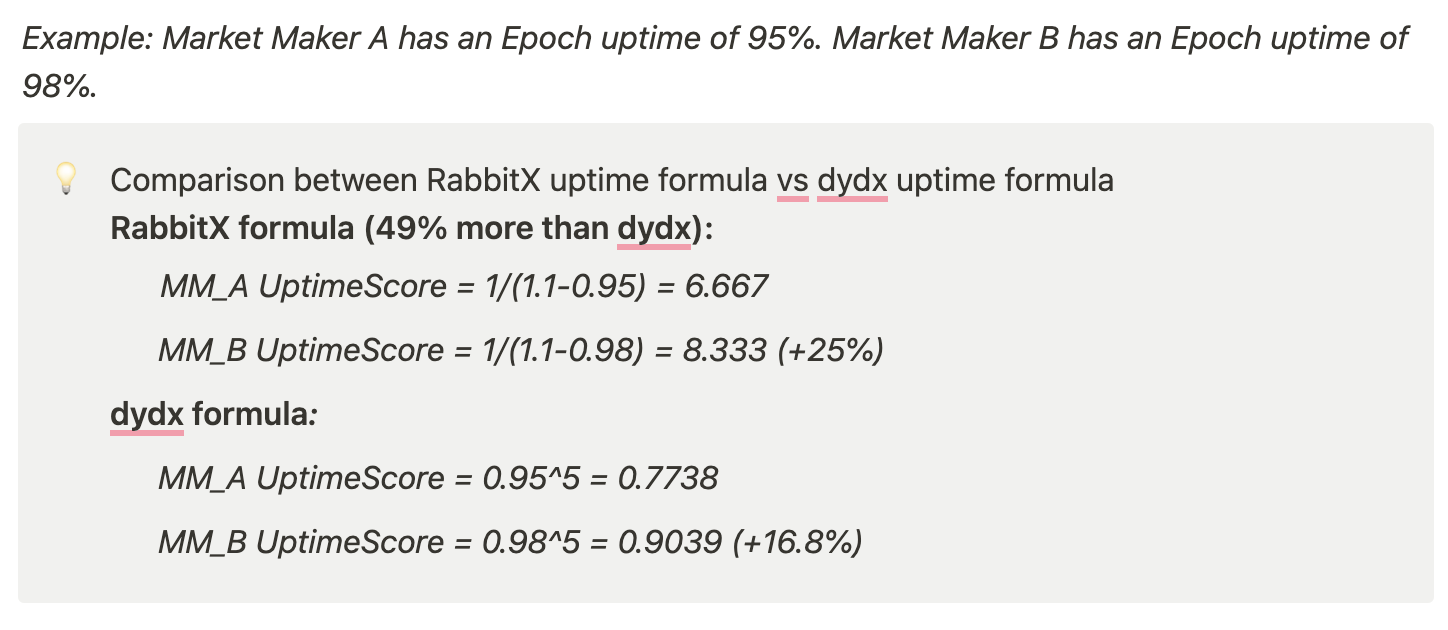 Example: Market Maker A has an Epoch uptime of 95%. Market Maker B has an Epoch uptime of
98%.
Comparison between RabbitX uptime formula vs dydx uptime formula
RabbitX formula (49% more than dydx):
MM_A UptimeScore = 1/(1.1-0.95) = 6.667
MM_B UptimeScore = 1/(1.1-0.98) = 8.333 (+25%)
dydx formula:
MM_A UptimeScore = 0.95^5 = 0.7738
MM_B UptimeScore = 0.98^5 = 0.9039 (+16.8%)